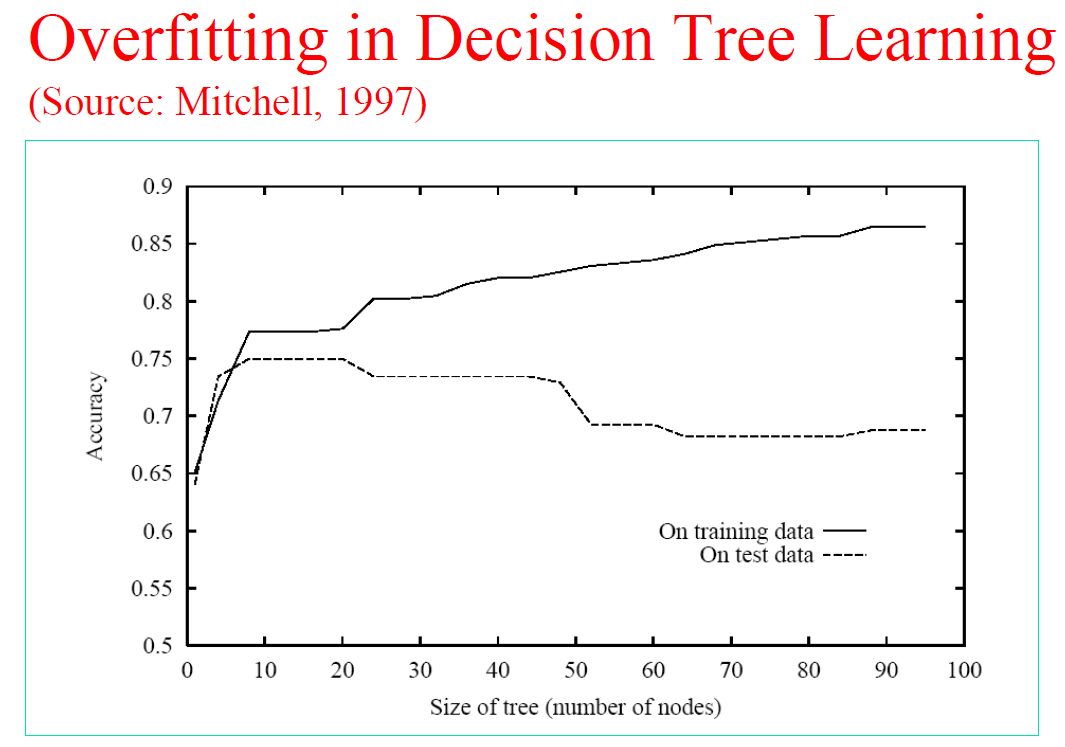 Overfitting in Decision Tree Learning
(Source: Mitchell, 1997)
0.9
0.85
0.8
0.75
0.7
0.65
0.6
0.55
0.5
Accuracy
On training data
On test data
0 10 20 30 40 50 60 70 80 90 100
Size of tree (number of nodes)